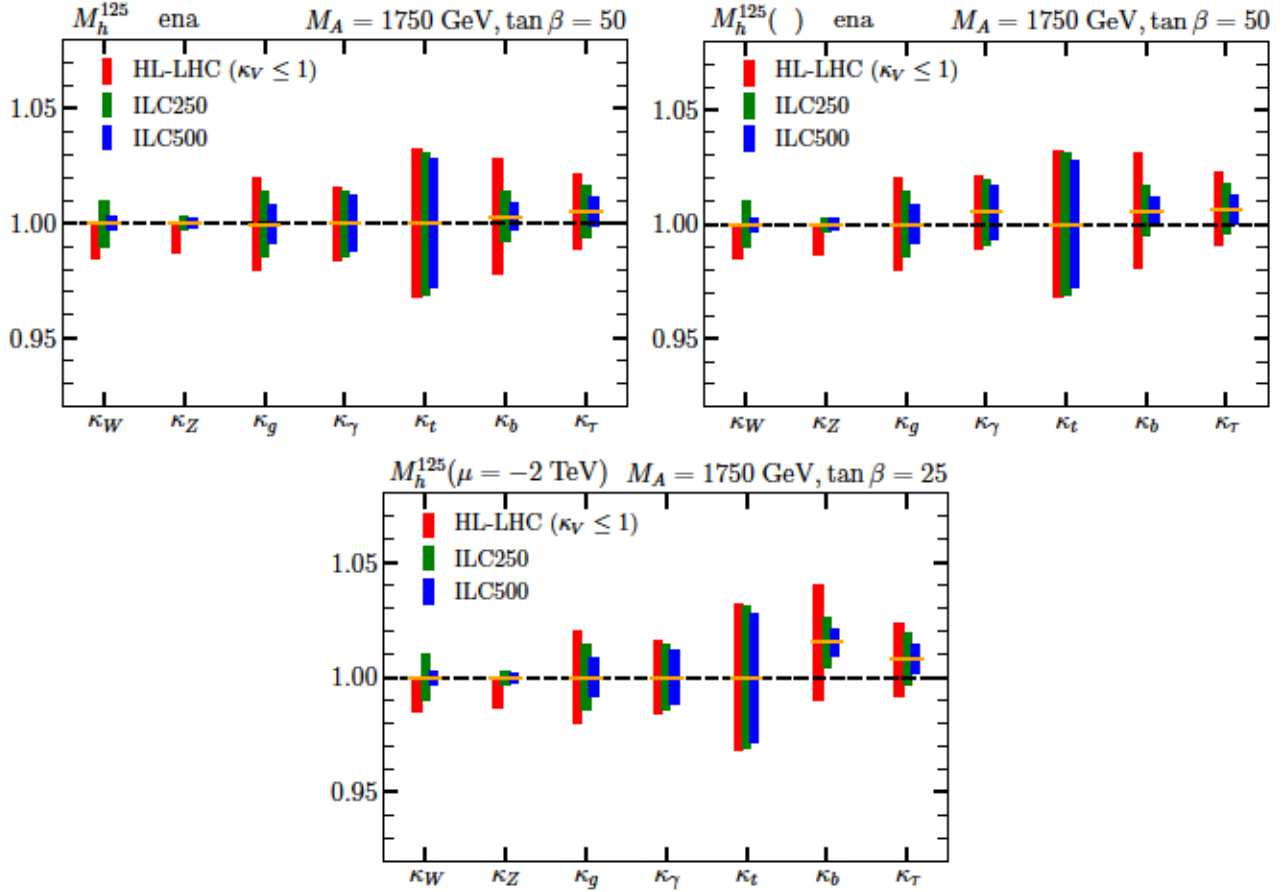 M_h^{125} ena M_A = 1750 GeV, tan β = 50
HL-LHC (κ_V ≤ 1)
ILC250
ILC500
1.05
1.00
0.95
κ_W κ_Z κ_g κ_γ κ_t κ_b κ_τ
M_h^{125}( ) ena M_A = 1750 GeV, tan β = 50
HL-LHC (κ_V ≤ 1)
ILC250
ILC500
1.05
1.00
0.95
κ_W κ_Z κ_g κ_γ κ_t κ_b κ_τ
M_h^{125}(μ = −2 TeV) M_A = 1750 GeV, tan β = 25
HL-LHC (κ_V ≤ 1)
ILC250
ILC500
1.05
1.00
0.95
κ_W κ_Z κ_g κ_γ κ_t κ_b κ_τ